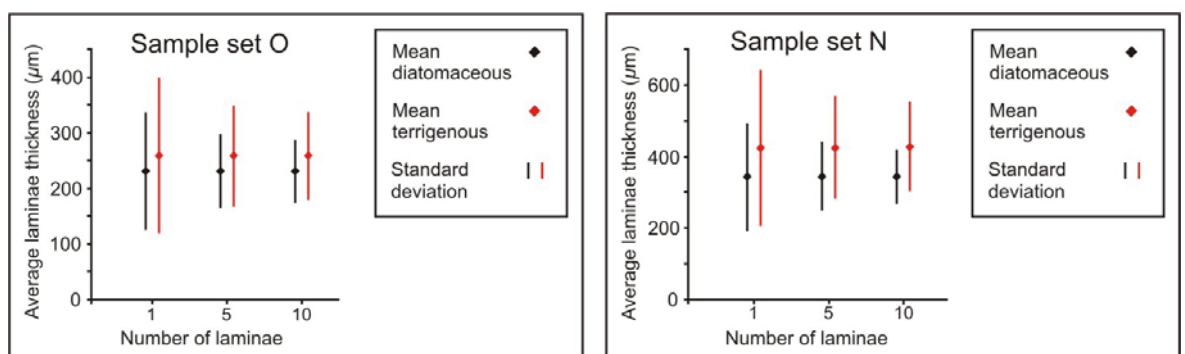 Sample set O
Average laminae thickness (µm)
400
300
200
100
0
1 5 10
Number of laminae
Mean
diatomaceous
Mean
terrigenous
Standard
deviation
Sample set N
Average laminae thickness (µm)
600
400
200
0
1 5 10
Number of laminae
Mean
diatomaceous
Mean
terrigenous
Standard
deviation